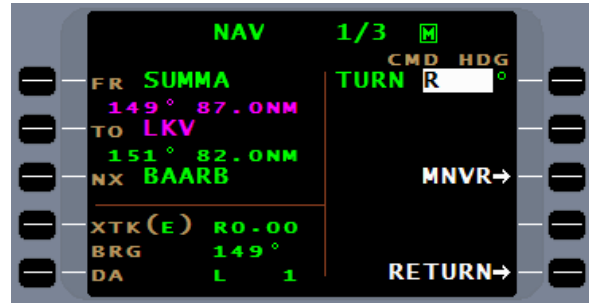 NAV 1/3 M
CMD HDG
FR SUMMA TURN R °
149° 87.0NM
TO LKV
151° 82.0NM
NX BAARB MNVR→
XTK(E) R0.00
BRG 149°
DA L 1 RETURN→